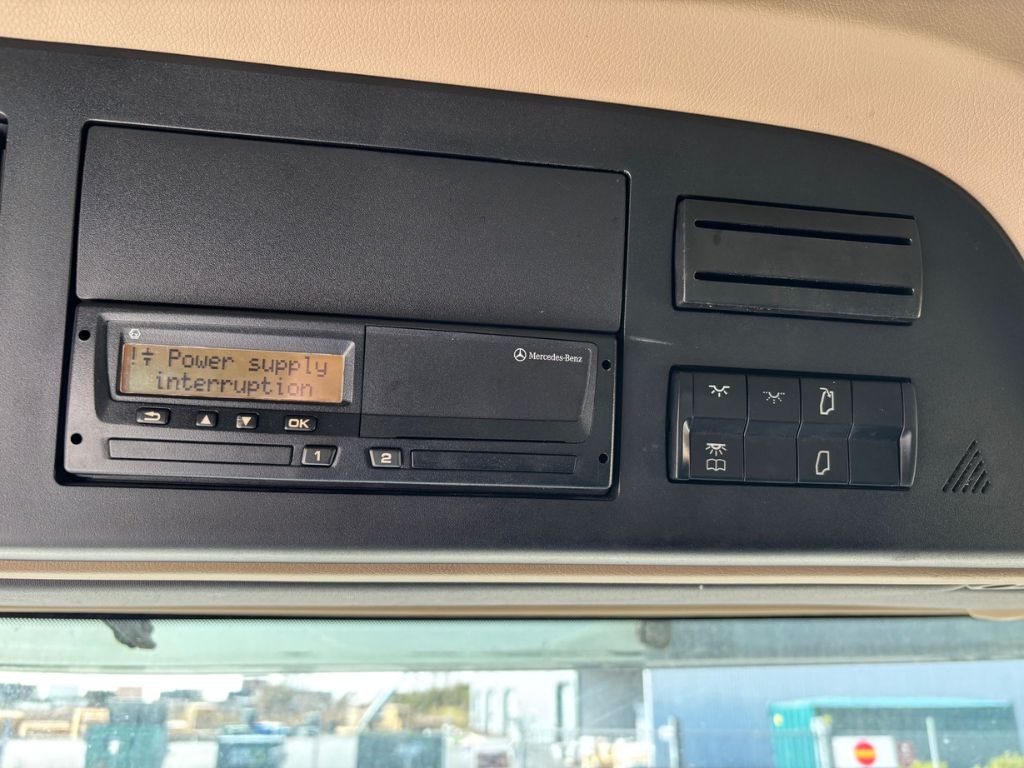 ! Power supply
interruption
Mercedes-Benz
OK
1
2